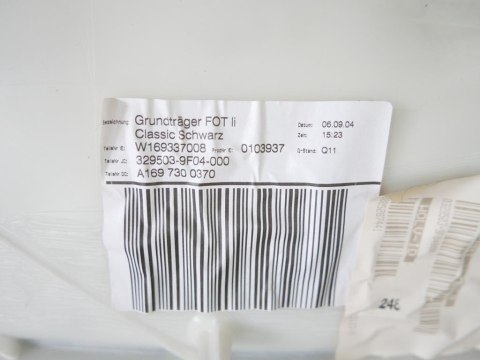 Bezeichnung: Grundträger FOT li
Classic Schwarz
Datum: 06.09.04
Zeit: 15:23
Teilenr E: W169337008 Prodnr E: 0103937 Q-Stand: Q11
Teilenr JC: 329503-9F04-000
Teilenr DC: A169 730 0370
248